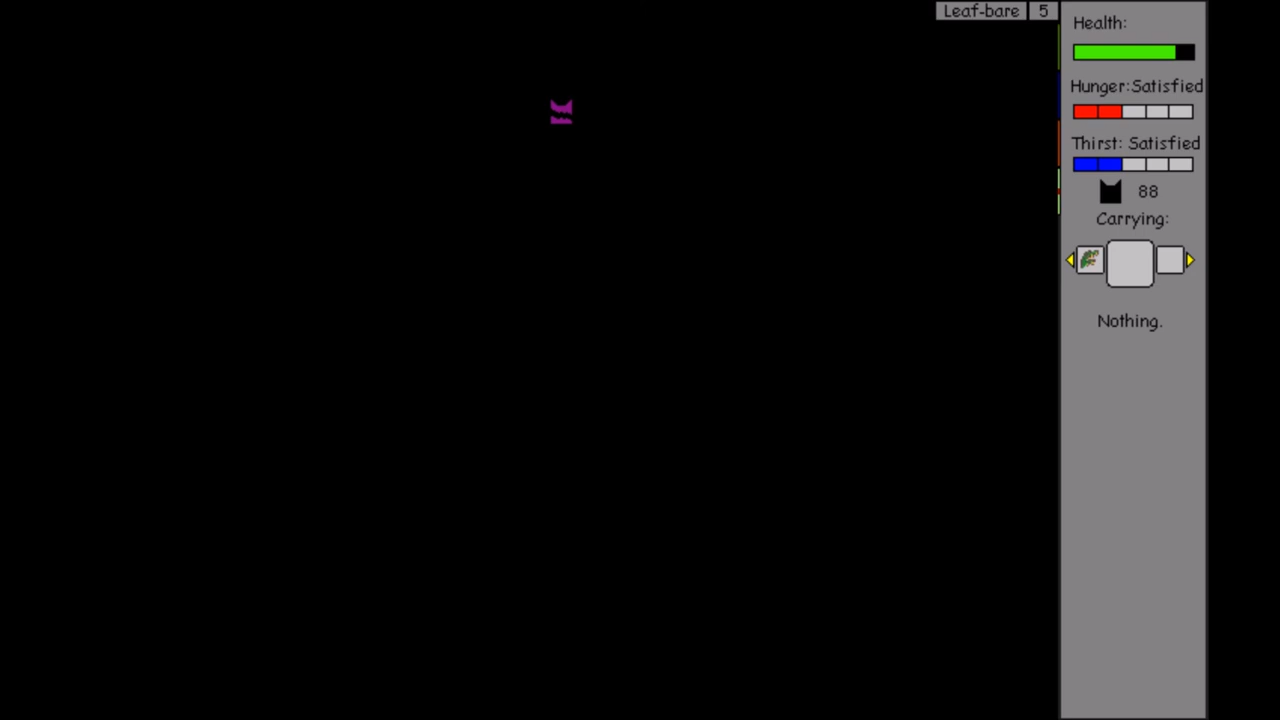 Leaf-bare 5
Health:
Hunger:Satisfied
Thirst: Satisfied
88
Carrying:
Nothing.